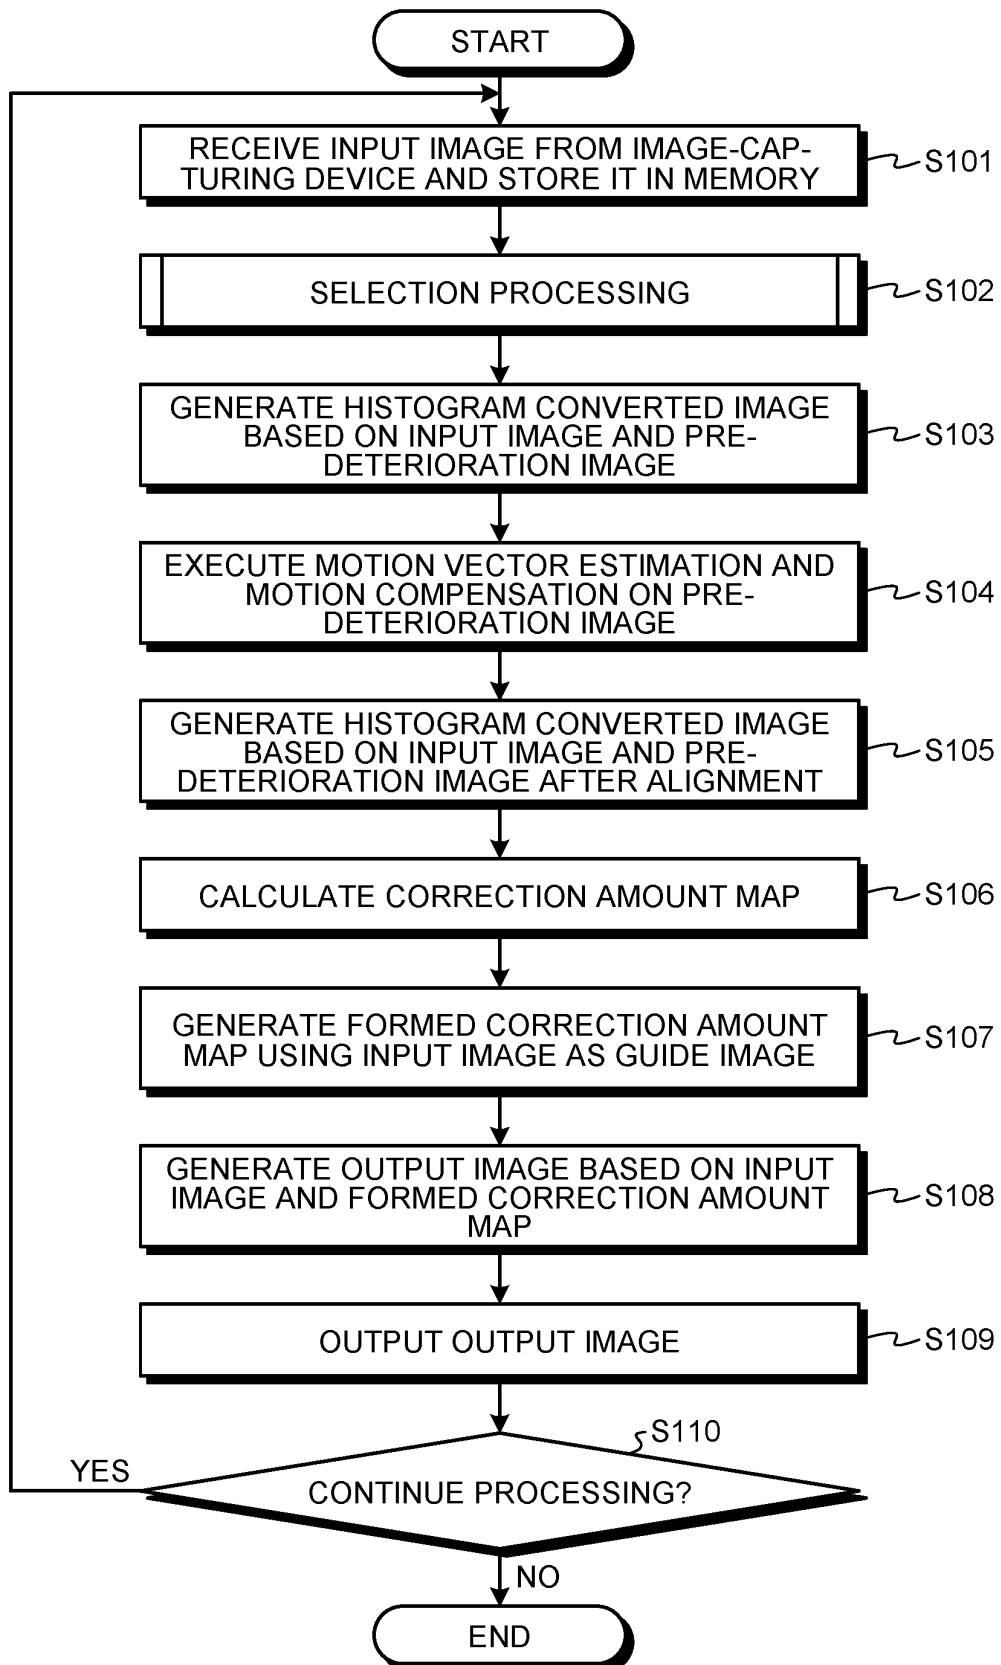 START
RECEIVE INPUT IMAGE FROM IMAGE-CAP-
TURING DEVICE AND STORE IT IN MEMORY
S101
SELECTION PROCESSING
S102
GENERATE HISTOGRAM CONVERTED IMAGE
BASED ON INPUT IMAGE AND PRE-
DETERIORATION IMAGE
S103
EXECUTE MOTION VECTOR ESTIMATION AND
MOTION COMPENSATION ON PRE-
DETERIORATION IMAGE
S104
GENERATE HISTOGRAM CONVERTED IMAGE
BASED ON INPUT IMAGE AND PRE-
DETERIORATION IMAGE AFTER ALIGNMENT
S105
CALCULATE CORRECTION AMOUNT MAP
S106
GENERATE FORMED CORRECTION AMOUNT
MAP USING INPUT IMAGE AS GUIDE IMAGE
S107
GENERATE OUTPUT IMAGE BASED ON INPUT
IMAGE AND FORMED CORRECTION AMOUNT
MAP
S108
OUTPUT OUTPUT IMAGE
S109
S110
YES
CONTINUE PROCESSING?
NO
END